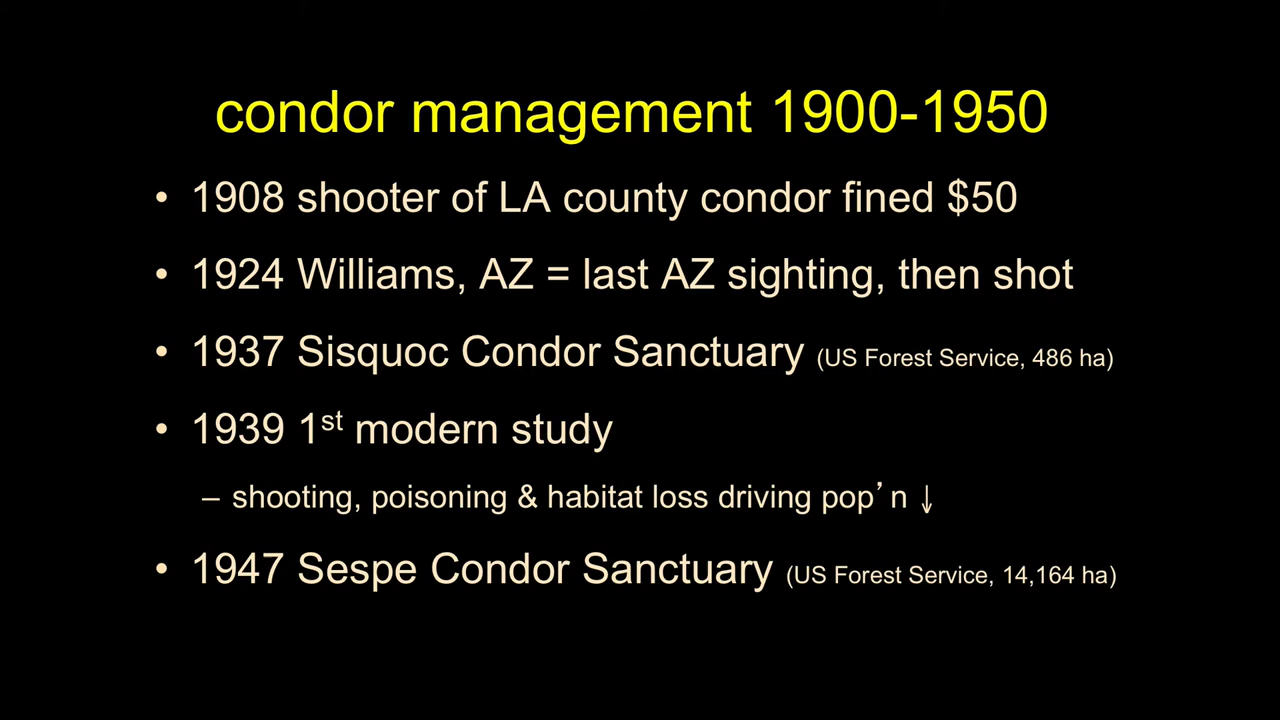 condor management 1900-1950
• 1908 shooter of LA county condor fined $50
• 1924 Williams, AZ = last AZ sighting, then shot
• 1937 Sisquoc Condor Sanctuary (US Forest Service, 486 ha)
• 1939 1st modern study
– shooting, poisoning & habitat loss driving pop’n ↓
• 1947 Sespe Condor Sanctuary (US Forest Service, 14,164 ha)